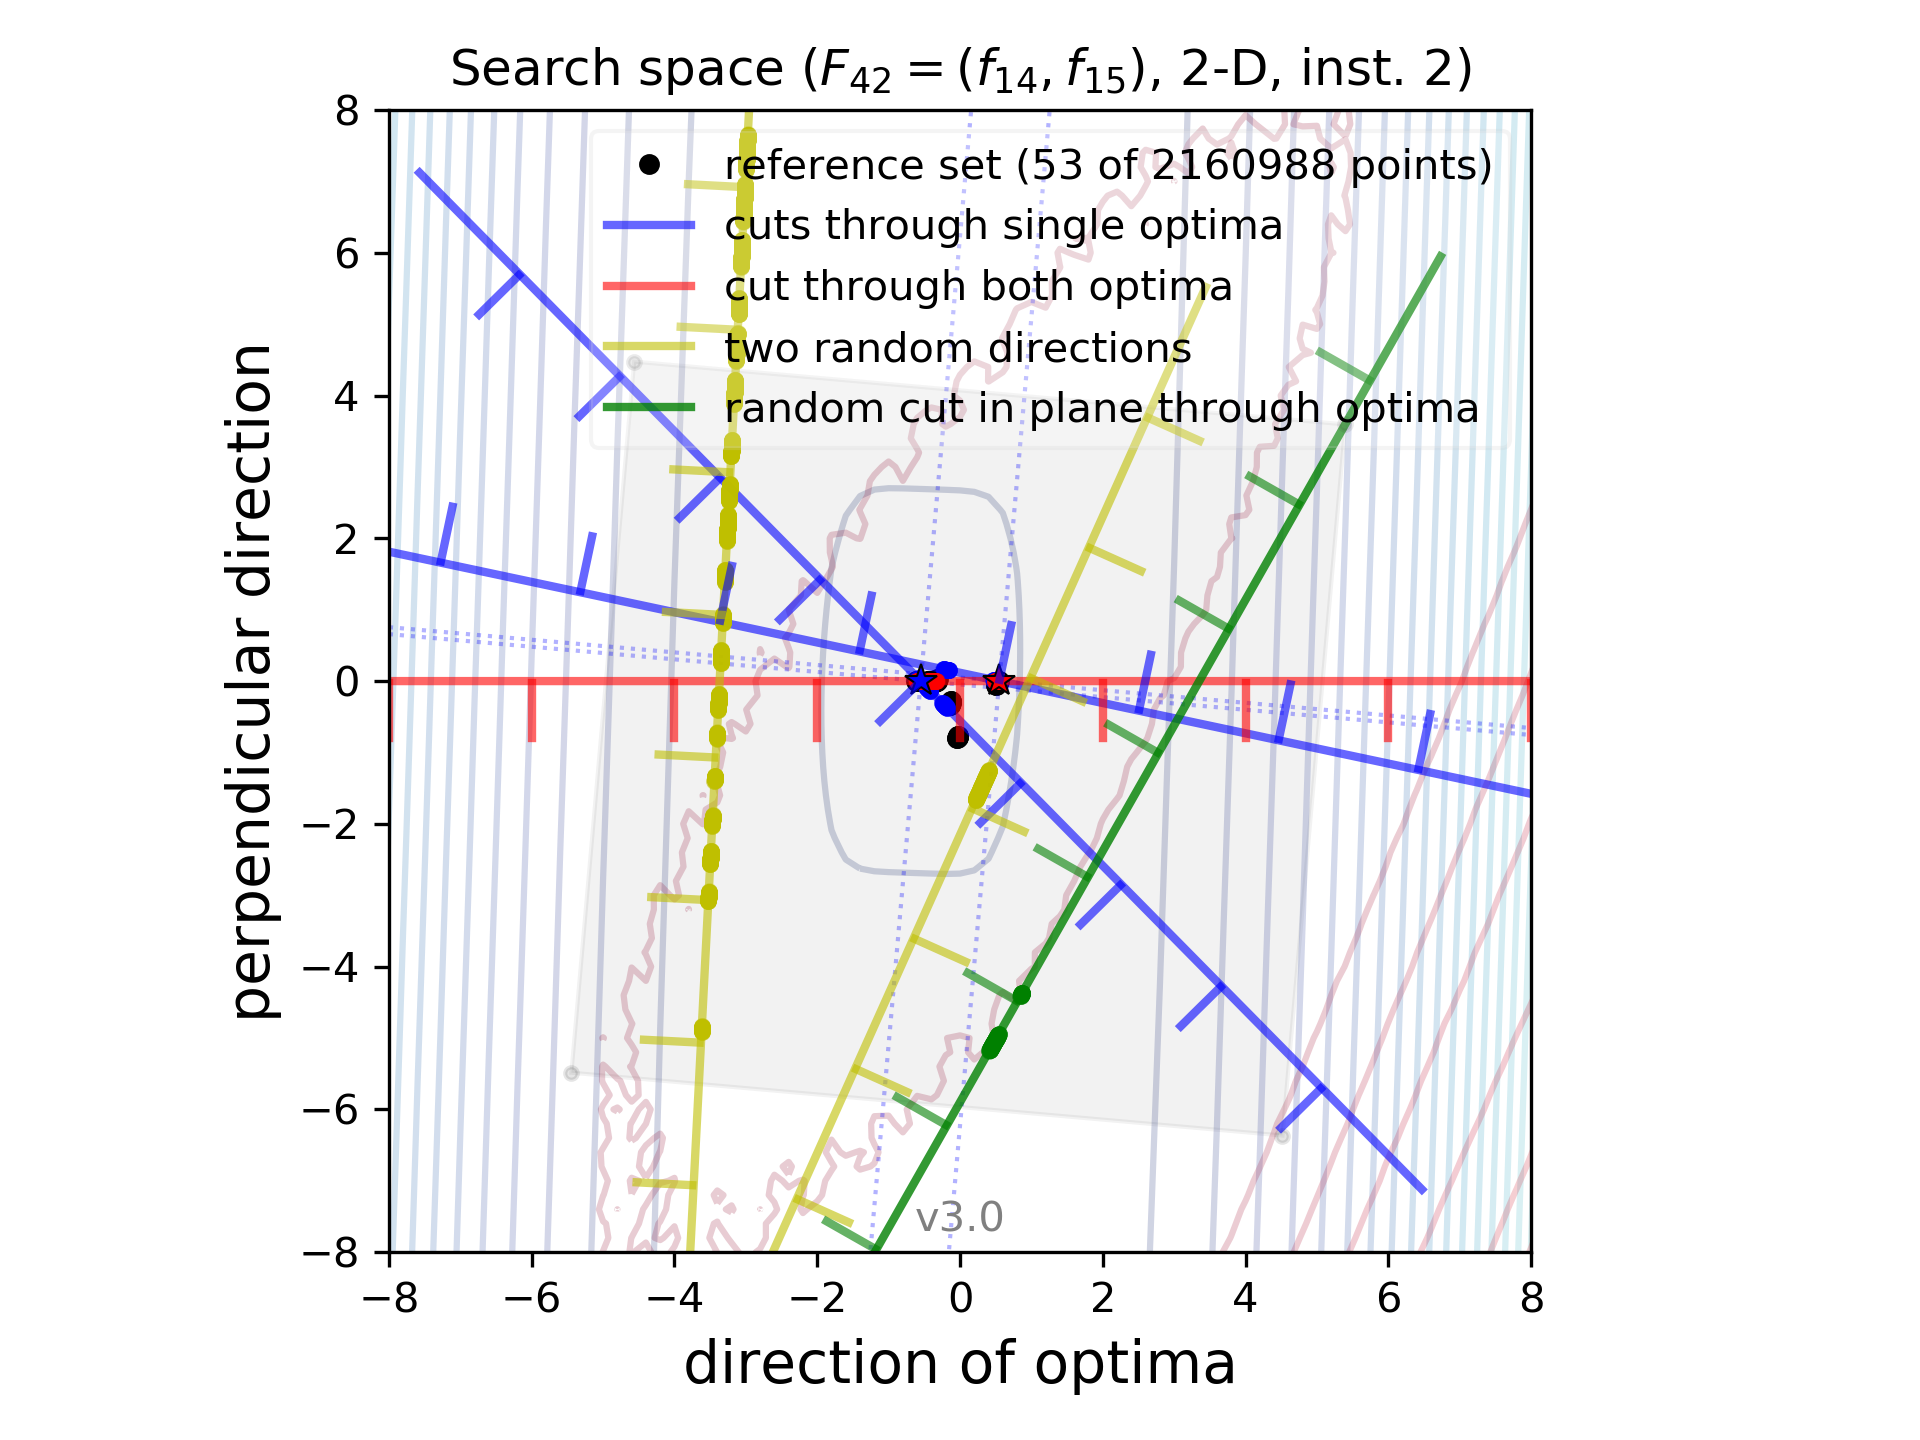 Search space (F₄₂ = (f₁₄, f₁₅), 2-D, inst. 2)
reference set (53 of 2160988 points)
cuts through single optima
cut through both optima
two random directions
random cut in plane through optima
8
6
4
2
0
−2
−4
−6
−8
perpendicular direction
v3.0
−8 −6 −4 −2 0 2 4 6 8
direction of optima